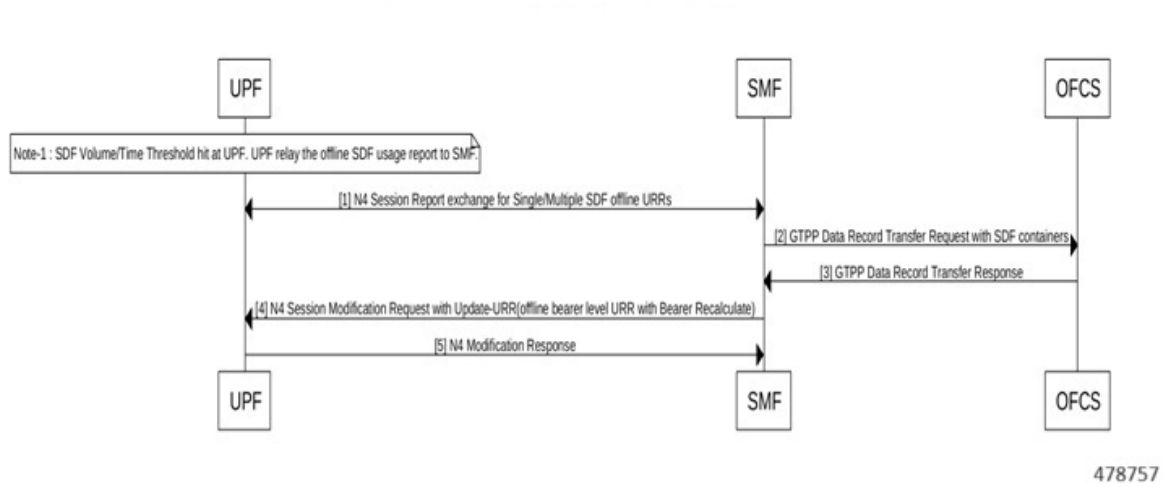 UPF
SMF
OFCS
Note-1 : SDF Volume/Time Threshold hit at UPF. UPF relay the offline SDF usage report to SMF.
[1] N4 Session Report exchange for Single/Multiple SDF offline URRs
[2] GTPP Data Record Transfer Request with SDF containers
[3] GTPP Data Record Transfer Response
[4] N4 Session Modification Request with Update-URR(offline bearer level URR with Bearer Recalculate)
[5] N4 Modification Response
UPF
SMF
OFCS
478757